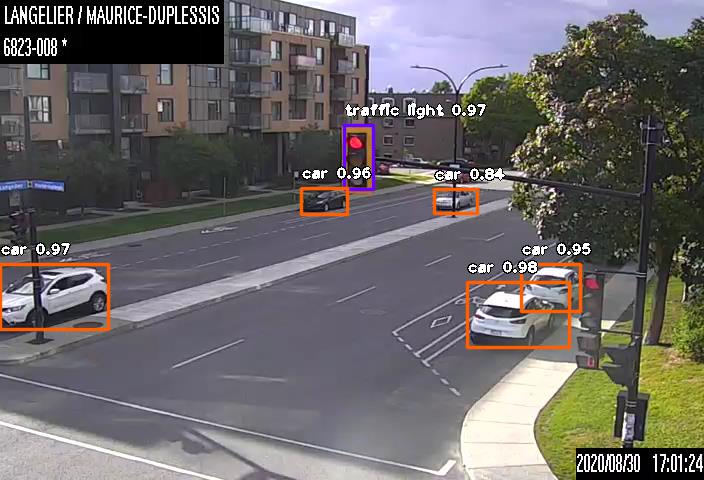 LANGELIER / MAURICE-DUPLESSIS
6823-008 *
traffic light 0.97
car 0.96
car 0.84
car 0.97
car 0.95
car 0.98
2020/08/30 17:01:24